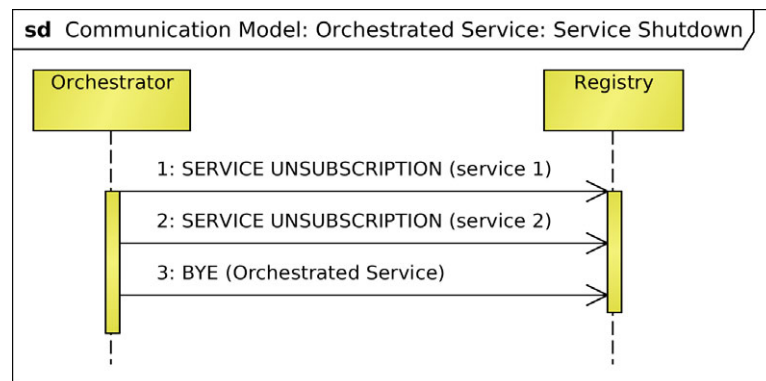 sd Communication Model: Orchestrated Service: Service Shutdown
Orchestrator
Registry
1: SERVICE UNSUBSCRIPTION (service 1)
2: SERVICE UNSUBSCRIPTION (service 2)
3: BYE (Orchestrated Service)